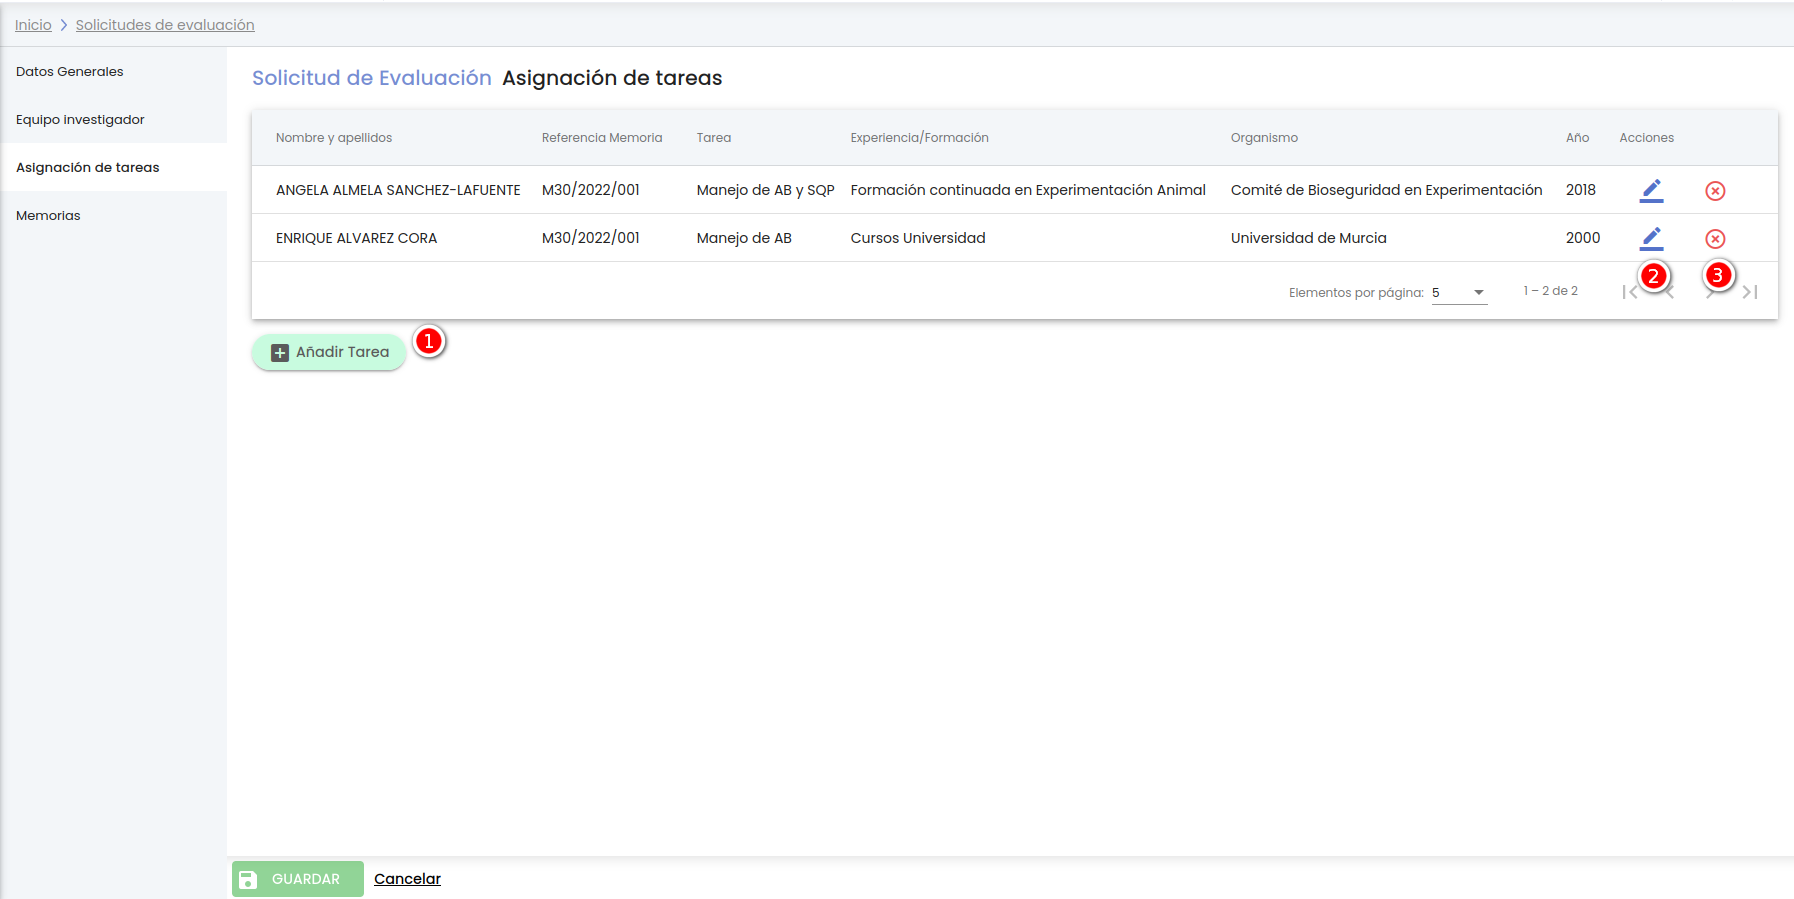 Inicio > Solicitudes de evaluación
Datos Generales
Equipo investigador
Asignación de tareas
Memorias
Solicitud de Evaluación Asignación de tareas
Nombre y apellidos Referencia Memoria Tarea Experiencia/Formación Organismo Año Acciones
ANGELA ALMELA SANCHEZ-LAFUENTE M30/2022/001 Manejo de AB y SQP Formación continuada en Experimentación Animal Comité de Bioseguridad en Experimentación 2018
ENRIQUE ALVAREZ CORA M30/2022/001 Manejo de AB Cursos Universidad Universidad de Murcia 2000
2 3
Elementos por página: 5 1 – 2 de 2
Añadir Tarea 1
GUARDAR Cancelar